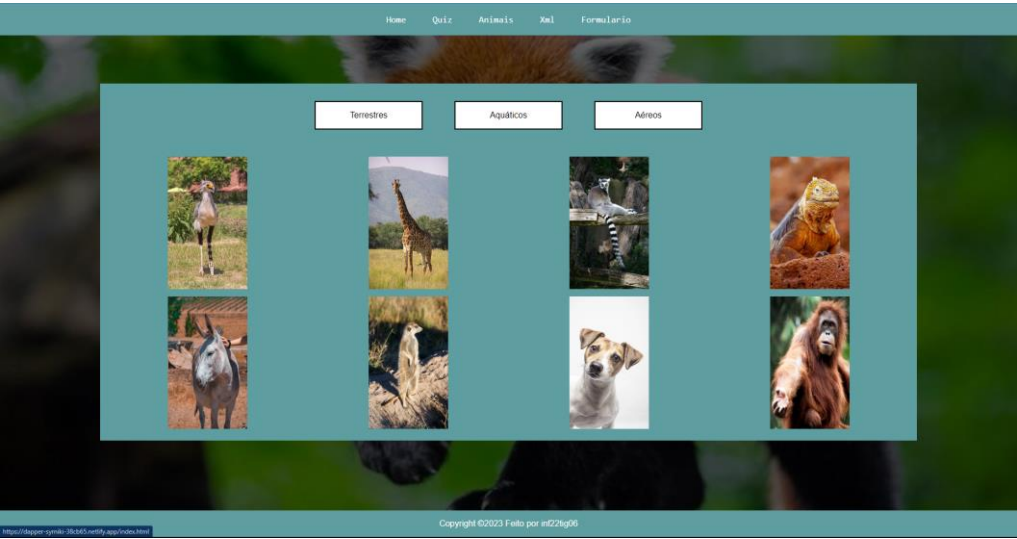 Home Quiz Animais Xml Formulario
Terrestres Aquáticos Aéreos
Copyright ©2023 Feito por inf22tig06
https://dapper-symiki-38cb65.netlify.app/index.html